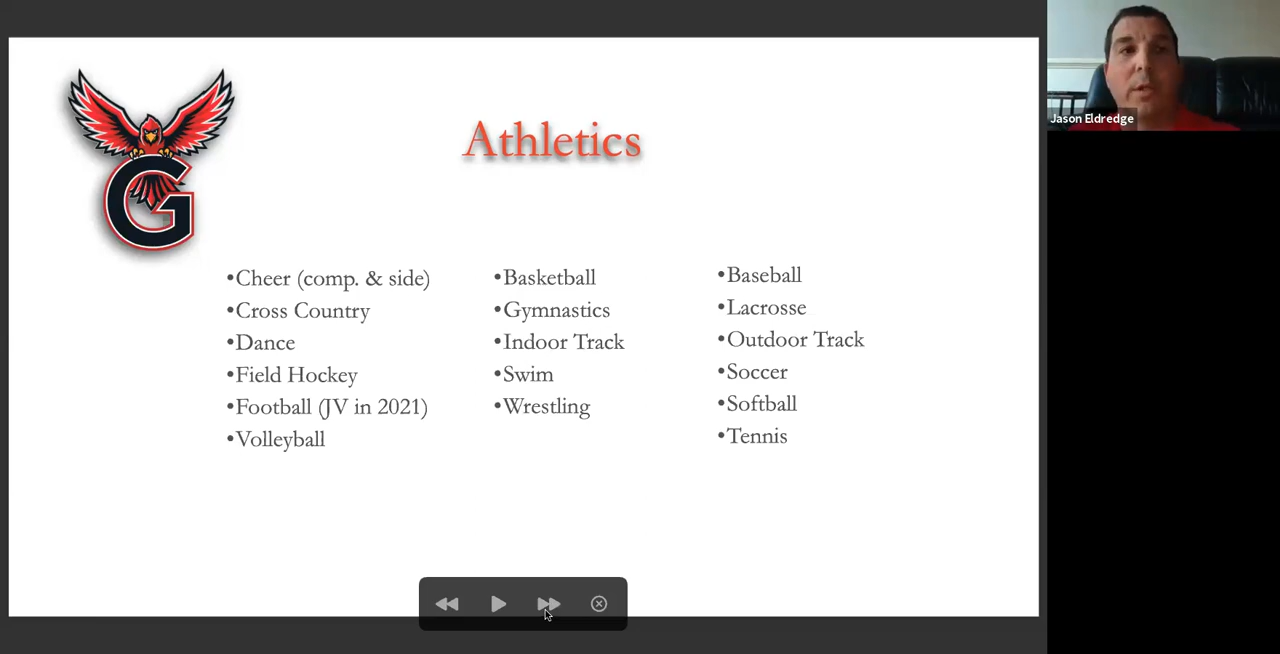 G
Athletics
•Cheer (comp. & side)
•Cross Country
•Dance
•Field Hockey
•Football (JV in 2021)
•Volleyball
•Basketball
•Gymnastics
•Indoor Track
•Swim
•Wrestling
•Baseball
•Lacrosse
•Outdoor Track
•Soccer
•Softball
•Tennis
Jason Eldredge